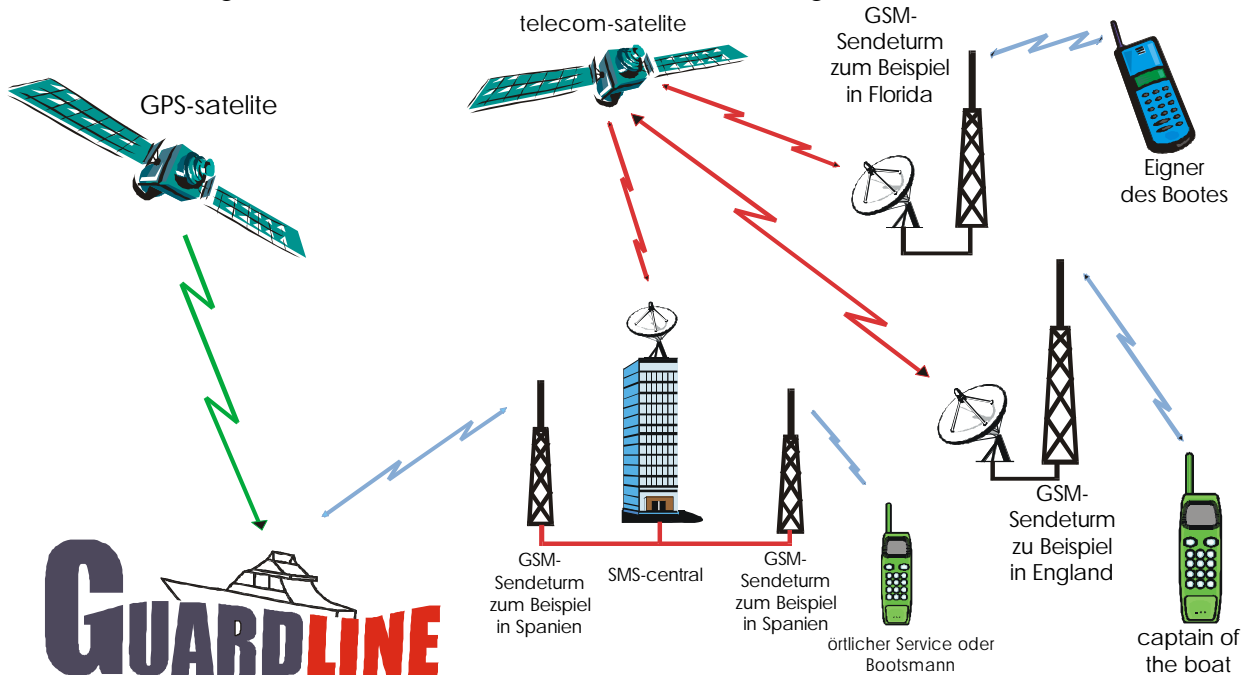 telecom-satelite
GSM-
Sendeturm
zum Beispiel
in Florida
GPS-satelite
Eigner
des Bootes
GSM-
Sendeturm
zum Beispiel
in Spanien
SMS-central
GSM-
Sendeturm
zum Beispiel
in Spanien
GSM-
Sendeturm
zu Beispiel
in England
örtlicher Service oder
Bootsmann
captain of
the boat
GUARDLINE